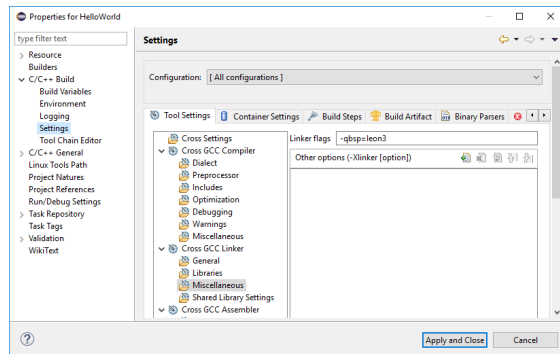 Properties for HelloWorld
type filter text
Resource
Builders
C/C++ Build
Build Variables
Environment
Logging
Settings
Tool Chain Editor
C/C++ General
Linux Tools Path
Project Natures
Project References
Run/Debug Settings
Task Repository
Task Tags
Validation
WikiText
Settings
Configuration: [ All configurations ]
Tool Settings Container Settings Build Steps Build Artifact Binary Parsers
Cross Settings
Cross GCC Compiler
Dialect
Preprocessor
Includes
Optimization
Debugging
Warnings
Miscellaneous
Cross GCC Linker
General
Libraries
Miscellaneous
Shared Library Settings
Cross GCC Assembler
Linker flags -qbsp=leon3
Other options (-Xlinker [option])
Apply and Close Cancel